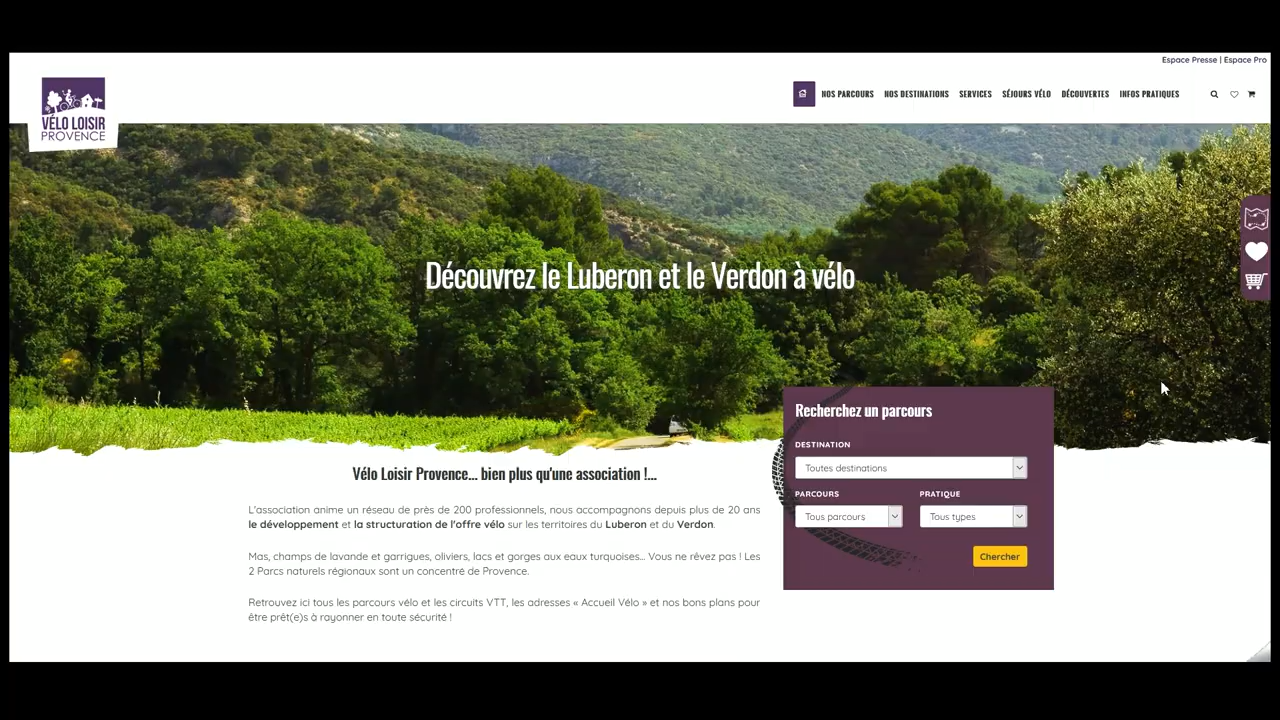 Espace Presse | Espace Pro
VÉLO LOISIR
PROVENCE
NOS PARCOURS NOS DESTINATIONS SERVICES SÉJOURS VÉLO DÉCOUVERTES INFOS PRATIQUES
Découvrez le Luberon et le Verdon à vélo
Vélo Loisir Provence... bien plus qu'une association !...
L'association anime un réseau de près de 200 professionnels, nous accompagnons depuis plus de 20 ans
le développement et la structuration de l'offre vélo sur les territoires du Luberon et du Verdon.
Mas, champs de lavande et garrigues, oliviers, lacs et gorges aux eaux turquoises... Vous ne rêvez pas ! Les
2 Parcs naturels régionaux sont un concentré de Provence.
Retrouvez ici tous les parcours vélo et les circuits VTT, les adresses « Accueil Vélo » et nos bons plans pour
être prêt(e)s à rayonner en toute sécurité !
Recherchez un parcours
DESTINATION
Toutes destinations
PARCOURS PRATIQUE
Tous parcours Tous types
Chercher